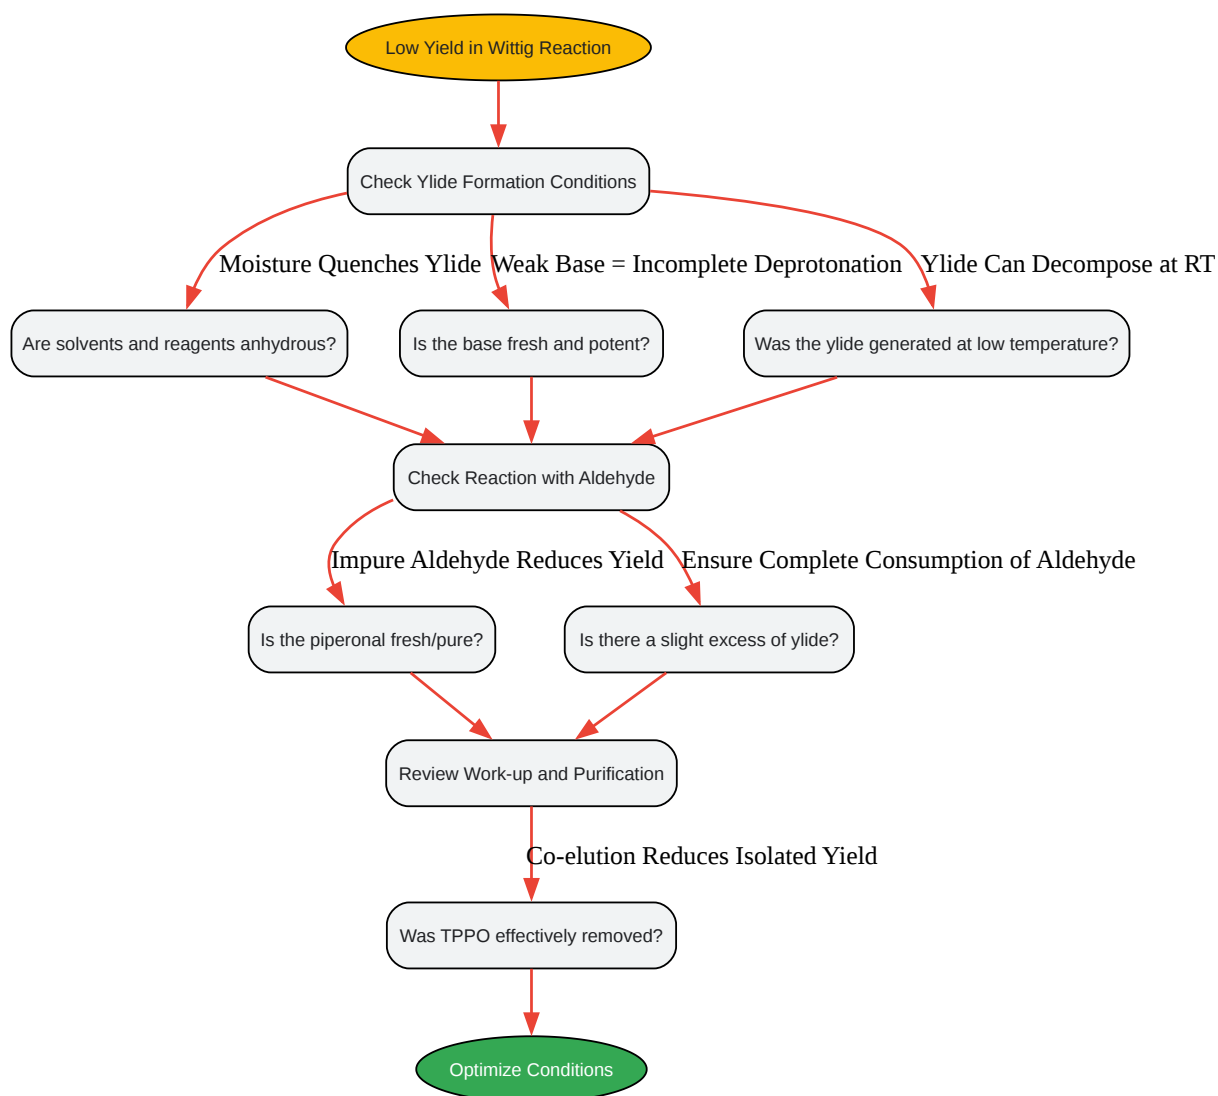 Low Yield in Wittig Reaction
Check Ylide Formation Conditions
Moisture Quenches Ylide
Weak Base = Incomplete Deprotonation
Ylide Can Decompose at RT
Are solvents and reagents anhydrous?
Is the base fresh and potent?
Was the ylide generated at low temperature?
Check Reaction with Aldehyde
Impure Aldehyde Reduces Yield
Ensure Complete Consumption of Aldehyde
Is the piperonal fresh/pure?
Is there a slight excess of ylide?
Review Work-up and Purification
Co-elution Reduces Isolated Yield
Was TPPO effectively removed?
Optimize Conditions